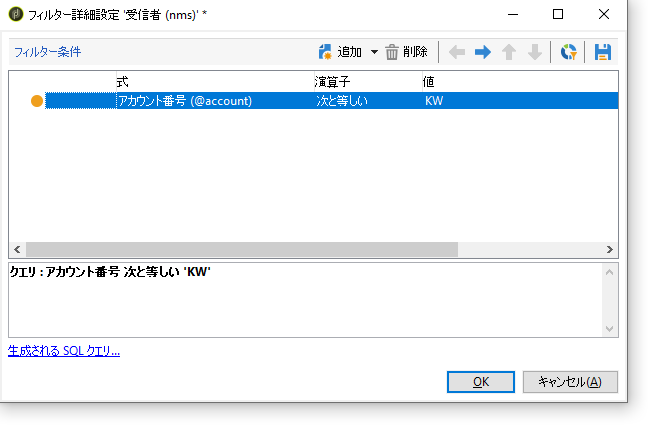 フィルター詳細設定 '受信者 (nms)' *
フィルター条件 追加 削除
式 演算子 値
アカウント番号 (@account) 次と等しい KW
クエリ : アカウント番号 次と等しい 'KW'
生成される SQL クエリ...
OK キャンセル(A)